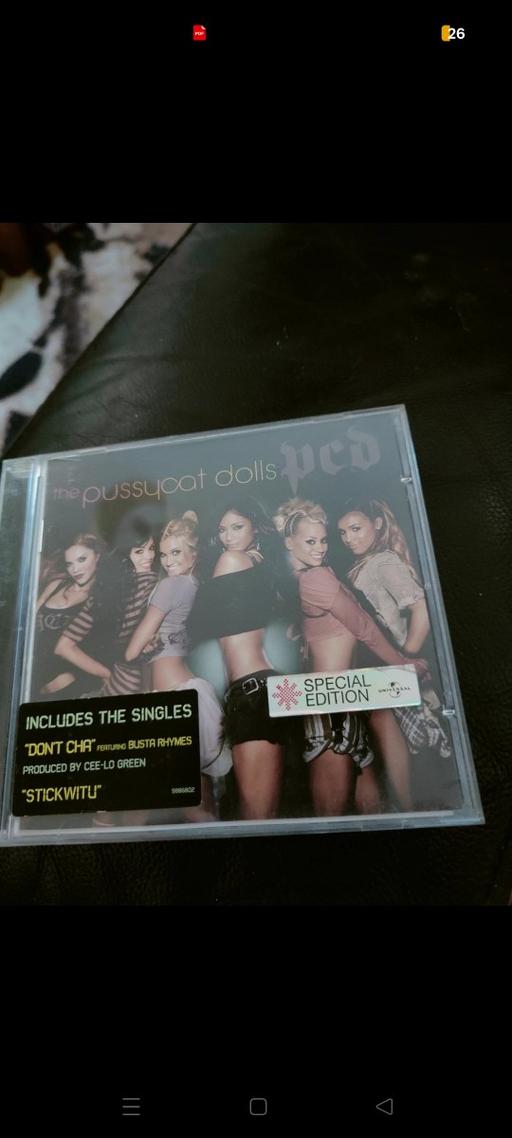 PDF
26
the pussycat dolls pcd
SPECIAL
EDITION
UNIVERSAL
INCLUDES THE SINGLES
"DON'T CHA" FEATURING BUSTA RHYMES
PRODUCED BY CEE-LO GREEN
"STICKWITU"